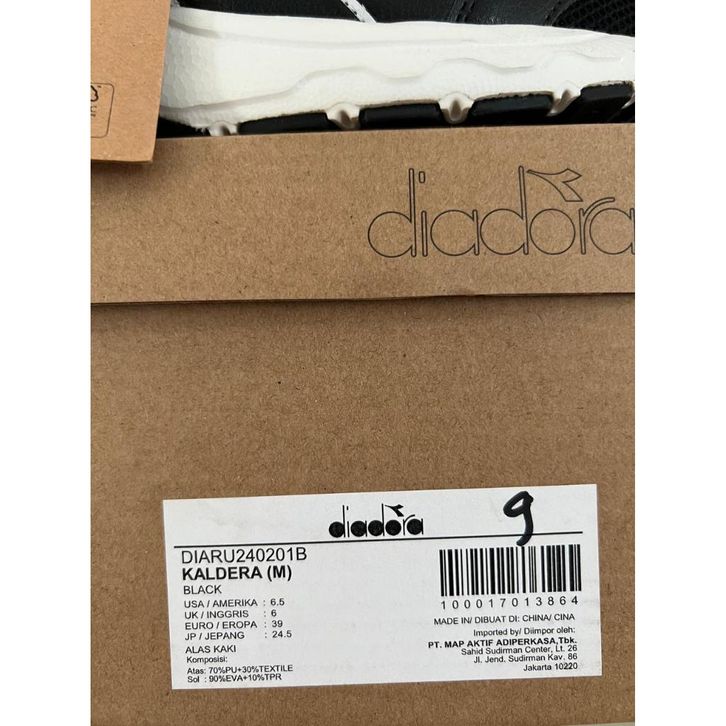 diadora
diadora
9
DIARU240201B
KALDERA (M)
BLACK
USA / AMERIKA : 6.5
UK / INGGRIS : 6
EURO / EROPA : 39
JP / JEPANG : 24.5
ALAS KAKI
Komposisi:
Atas: 70%PU+30%TEXTILE
Sol : 90%EVA+10%TPR
1000017013864
MADE IN/ DIBUAT DI: CHINA/ CINA
Imported by/ Diimpor oleh:
PT. MAP AKTIF ADIPERKASA,Tbk.
Sahid Sudirman Center, Lt. 26
Jl. Jend. Sudirman Kav. 86
Jakarta 10220